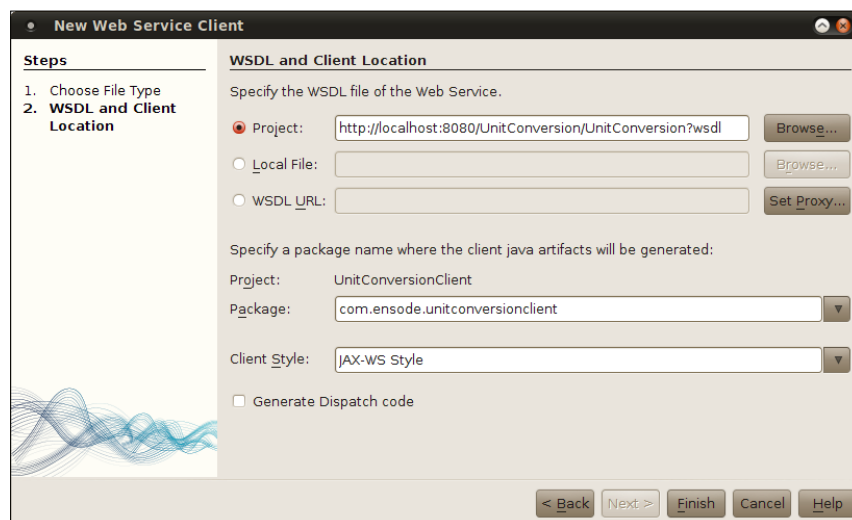 New Web Service Client
Steps
1. Choose File Type
2. WSDL and Client Location
WSDL and Client Location
Specify the WSDL file of the Web Service.
Project: http://localhost:8080/UnitConversion/UnitConversion?wsdl Browse...
Local File: Browse...
WSDL URL: Set Proxy...
Specify a package name where the client java artifacts will be generated:
Project: UnitConversionClient
Package: com.ensode.unitconversionclient
Client Style: JAX-WS Style
Generate Dispatch code
< Back Next > Finish Cancel Help